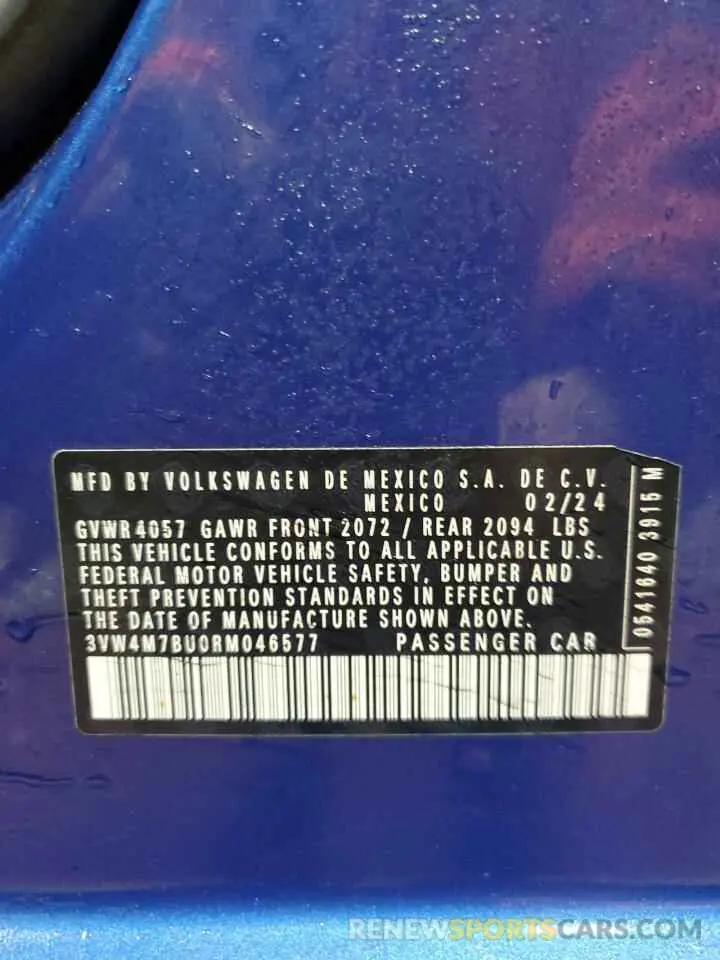 MFD BY VOLKSWAGEN DE MEXICO S.A. DE C.V.
MEXICO 02/24
GVWR 4057 GAWR FRONT 2072 / REAR 2094 LBS
THIS VEHICLE CONFORMS TO ALL APPLICABLE U.S.
FEDERAL MOTOR VEHICLE SAFETY, BUMPER AND
THEFT PREVENTION STANDARDS IN EFFECT ON
THE DATE OF MANUFACTURE SHOWN ABOVE.
3VW4M7BU0RM046577 PASSENGER CAR
0541640 3915 M
RENEWSPORTSCARS.COM